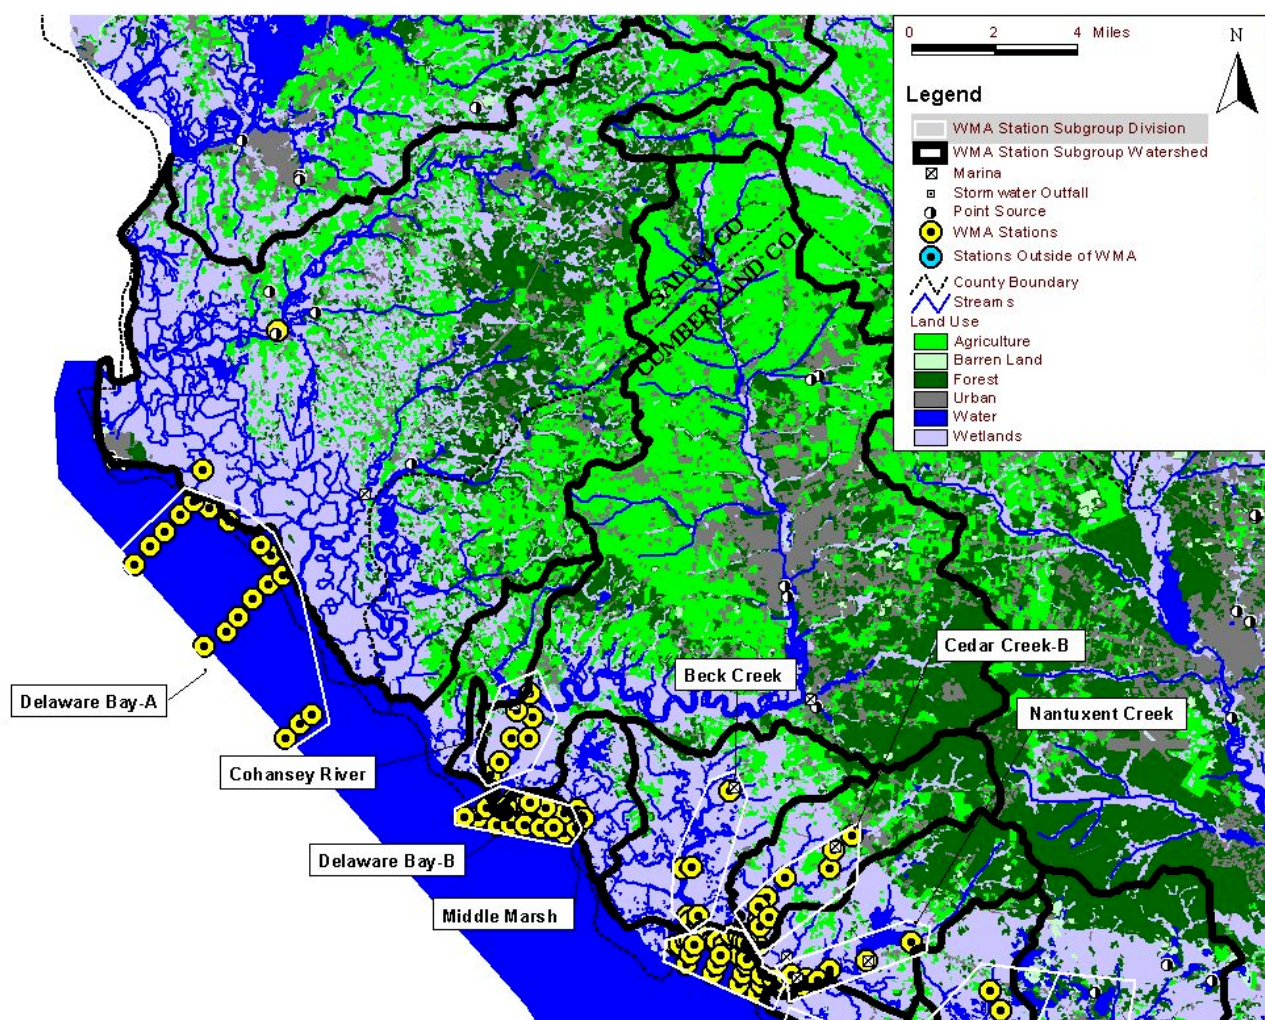 0 2 4 Miles
N
Legend
WMA Station Subgroup Division
WMA Station Subgroup Watershed
Marina
Stormwater Outfall
Point Source
WMA Stations
Stations Outside of WMA
County Boundary
Streams
Land Use
Agriculture
Barren Land
Forest
Urban
Water
Wetlands
SALEM CO
CUMBERLAND CO
Cedar Creek-B
Beck Creek
Delaware Bay-A
Nantuxent Creek
Cohansey River
Delaware Bay-B
Middle Marsh